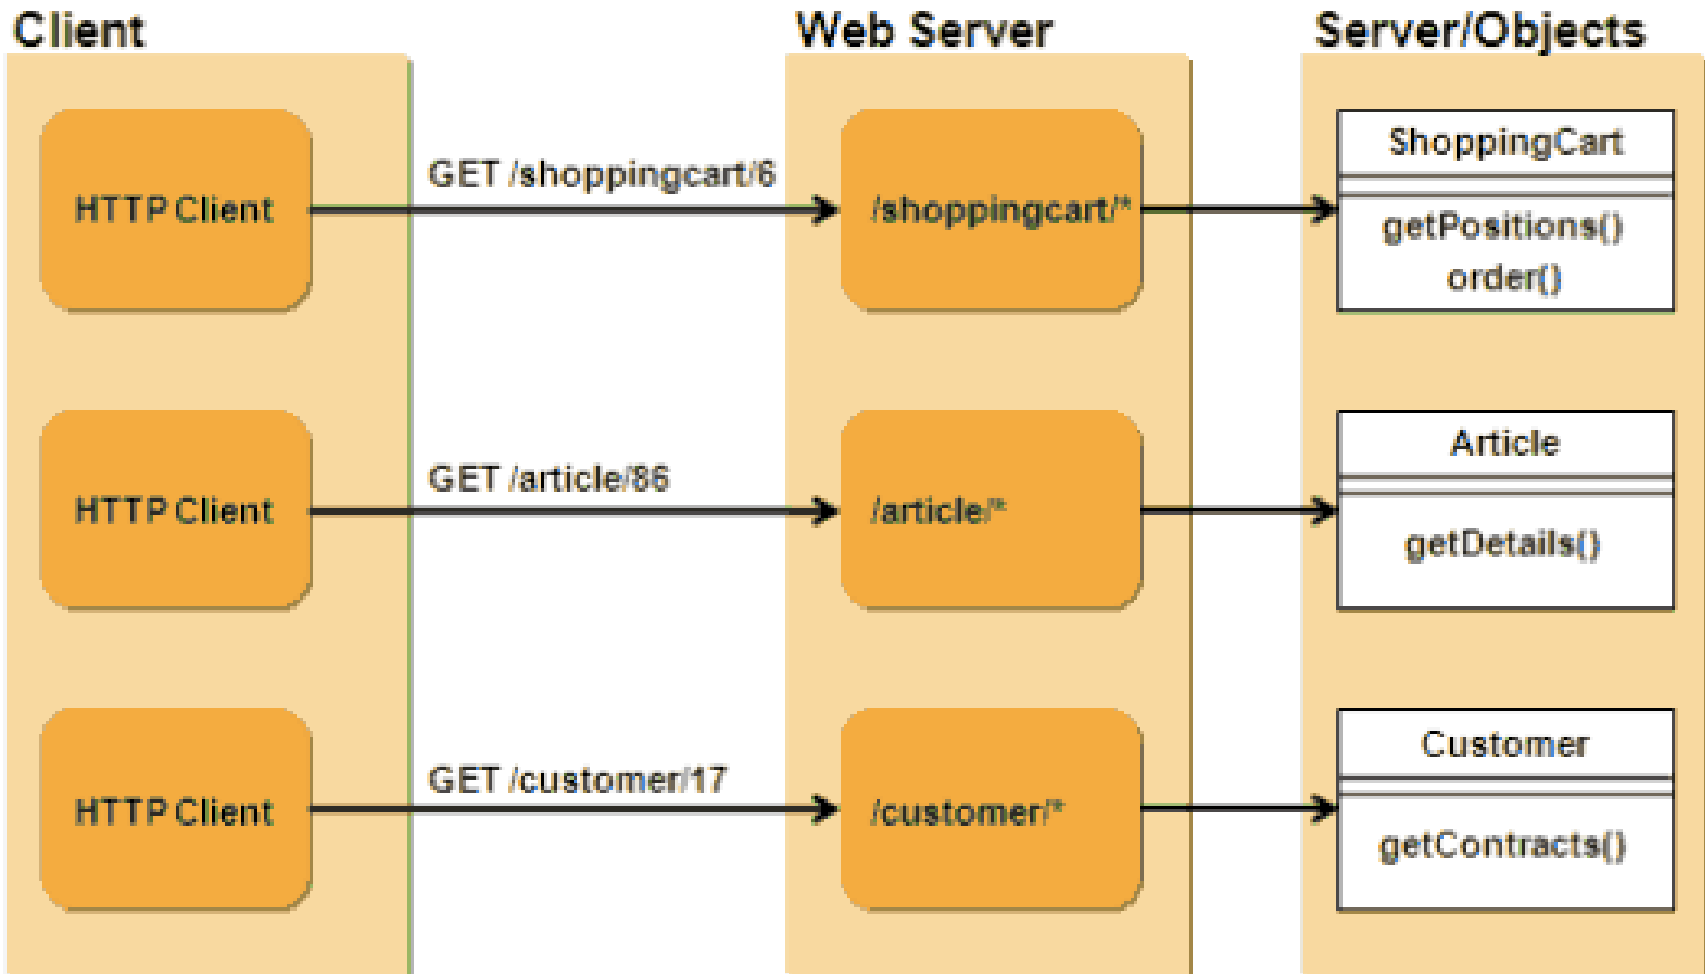 Client
Web Server
Server/Objects
HTTP Client
GET /shoppingcart/6
/shoppingcart/*
ShoppingCart
getPositions()
order()
HTTP Client
GET /article/86
/article/*
Article
getDetails()
HTTP Client
GET /customer/17
/customer/*
Customer
getContracts()